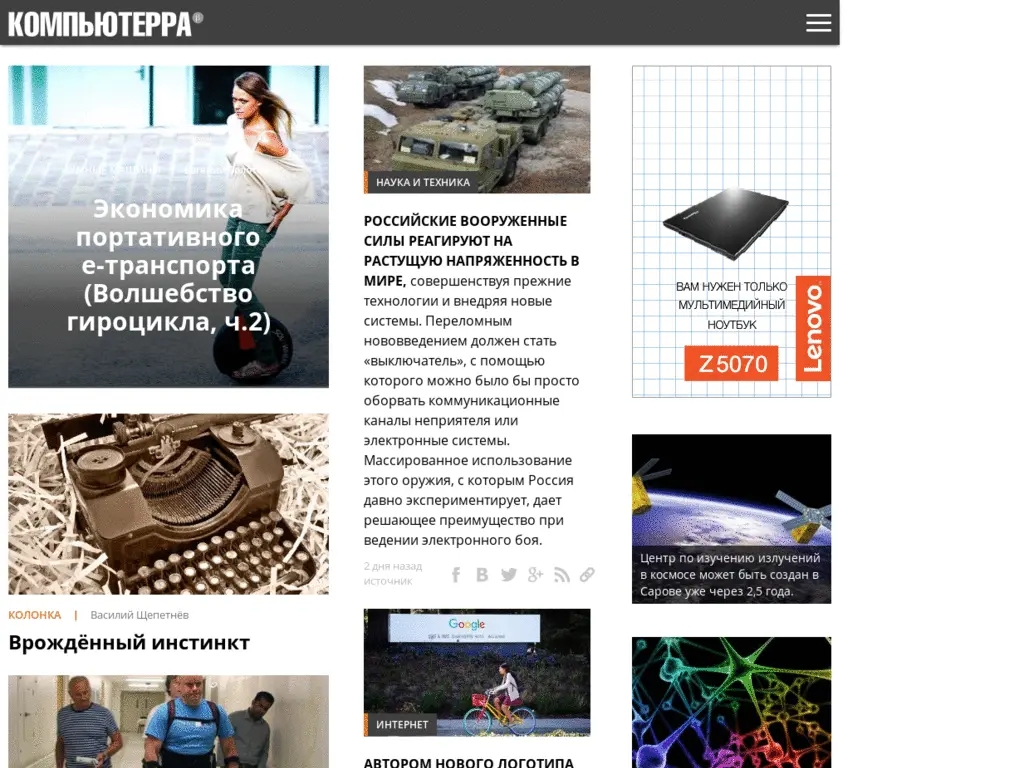 КОМПЬЮТЕРРА
Экономика
портативного
е-транспорта
(Волшебство
гироцикла, ч.2)
КОЛОНКА | Василий Щепетнёв
Врождённый инстинкт
НАУКА И ТЕХНИКА
РОССИЙСКИЕ ВООРУЖЕННЫЕ
СИЛЫ РЕАГИРУЮТ НА
РАСТУЩУЮ НАПРЯЖЕННОСТЬ В
МИРЕ, совершенствуя прежние
технологии и внедряя новые
системы. Переломным
нововведением должен стать
«выключатель», с помощью
которого можно было бы просто
оборвать коммуникационные
каналы неприятеля или
электронные системы.
Массированное использование
этого оружия, с которым Россия
давно экспериментирует, дает
решающее преимущество при
ведении электронного боя.
2 дня назад
источник
Google
ИНТЕРНЕТ
АВТОРОМ НОВОГО ЛОГОТИПА
ВАМ НУЖЕН ТОЛЬКО
МУЛЬТИМЕДИЙНЫЙ
НОУТБУК
Z5070
Lenovo
Центр по изучению излучений
в космосе может быть создан в
Сарове уже через 2,5 года.